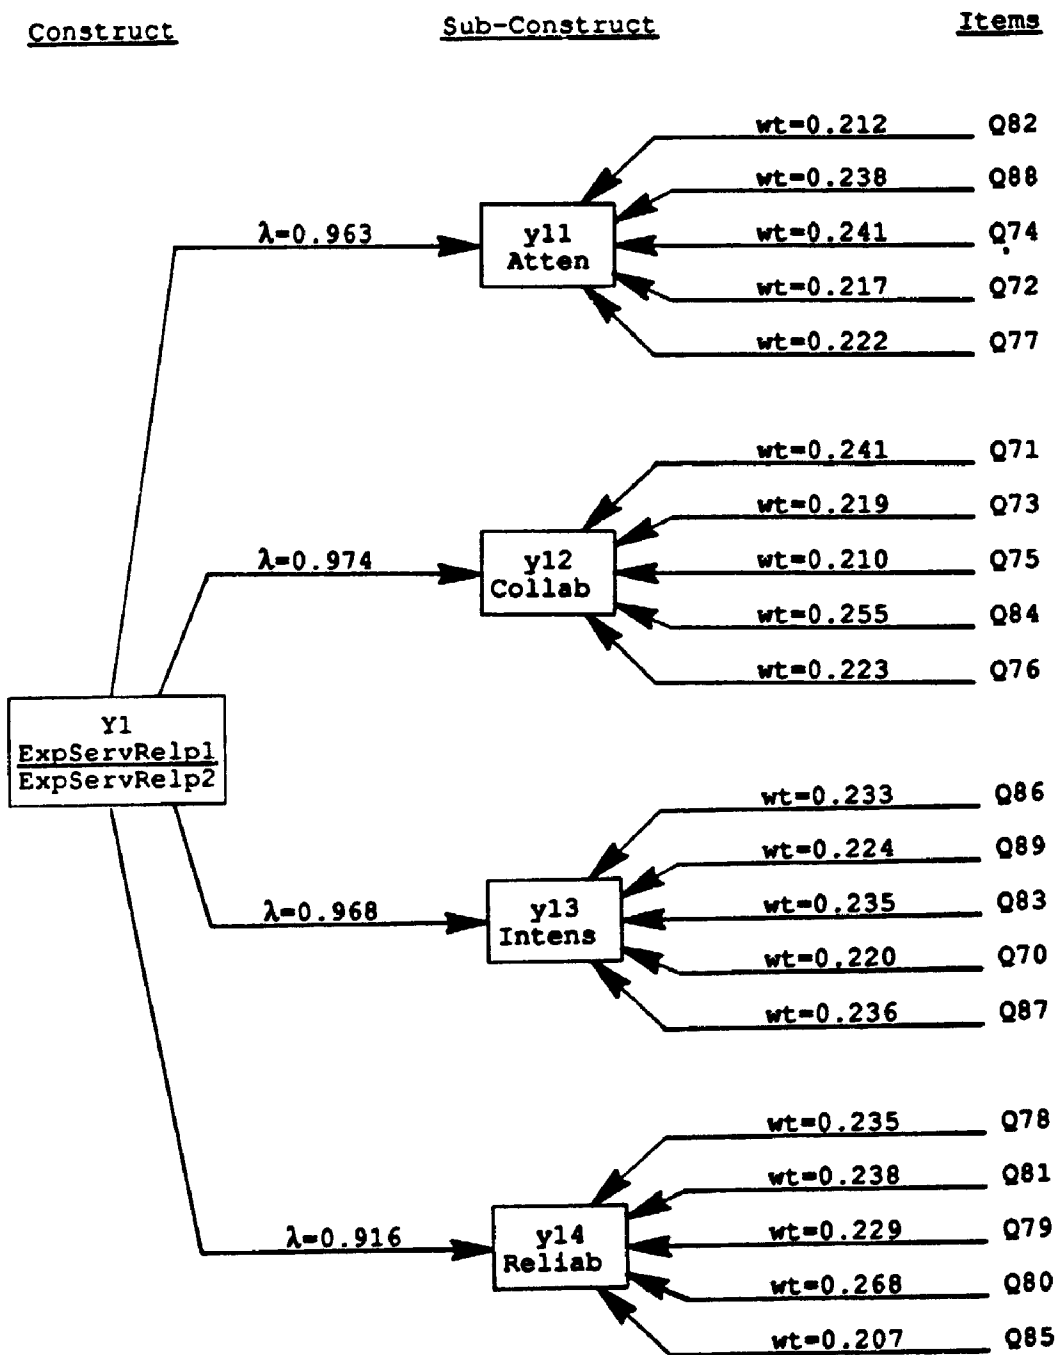 Construct Sub-Construct Items
wt=0.212 Q82
wt=0.238 Q88
λ=0.963 y11 wt=0.241 Q74
Atten
wt=0.217 Q72
wt=0.222 Q77
wt=0.241 Q71
wt=0.219 Q73
λ=0.974 y12 wt=0.210 Q75
Collab
wt=0.255 Q84
wt=0.223 Q76
Y1
ExpServRelp1
ExpServRelp2
wt=0.233 Q86
wt=0.224 Q89
λ=0.968 y13 wt=0.235 Q83
Intens
wt=0.220 Q70
wt=0.236 Q87
wt=0.235 Q78
wt=0.238 Q81
λ=0.916 y14 wt=0.229 Q79
Reliab
wt=0.268 Q80
wt=0.207 Q85